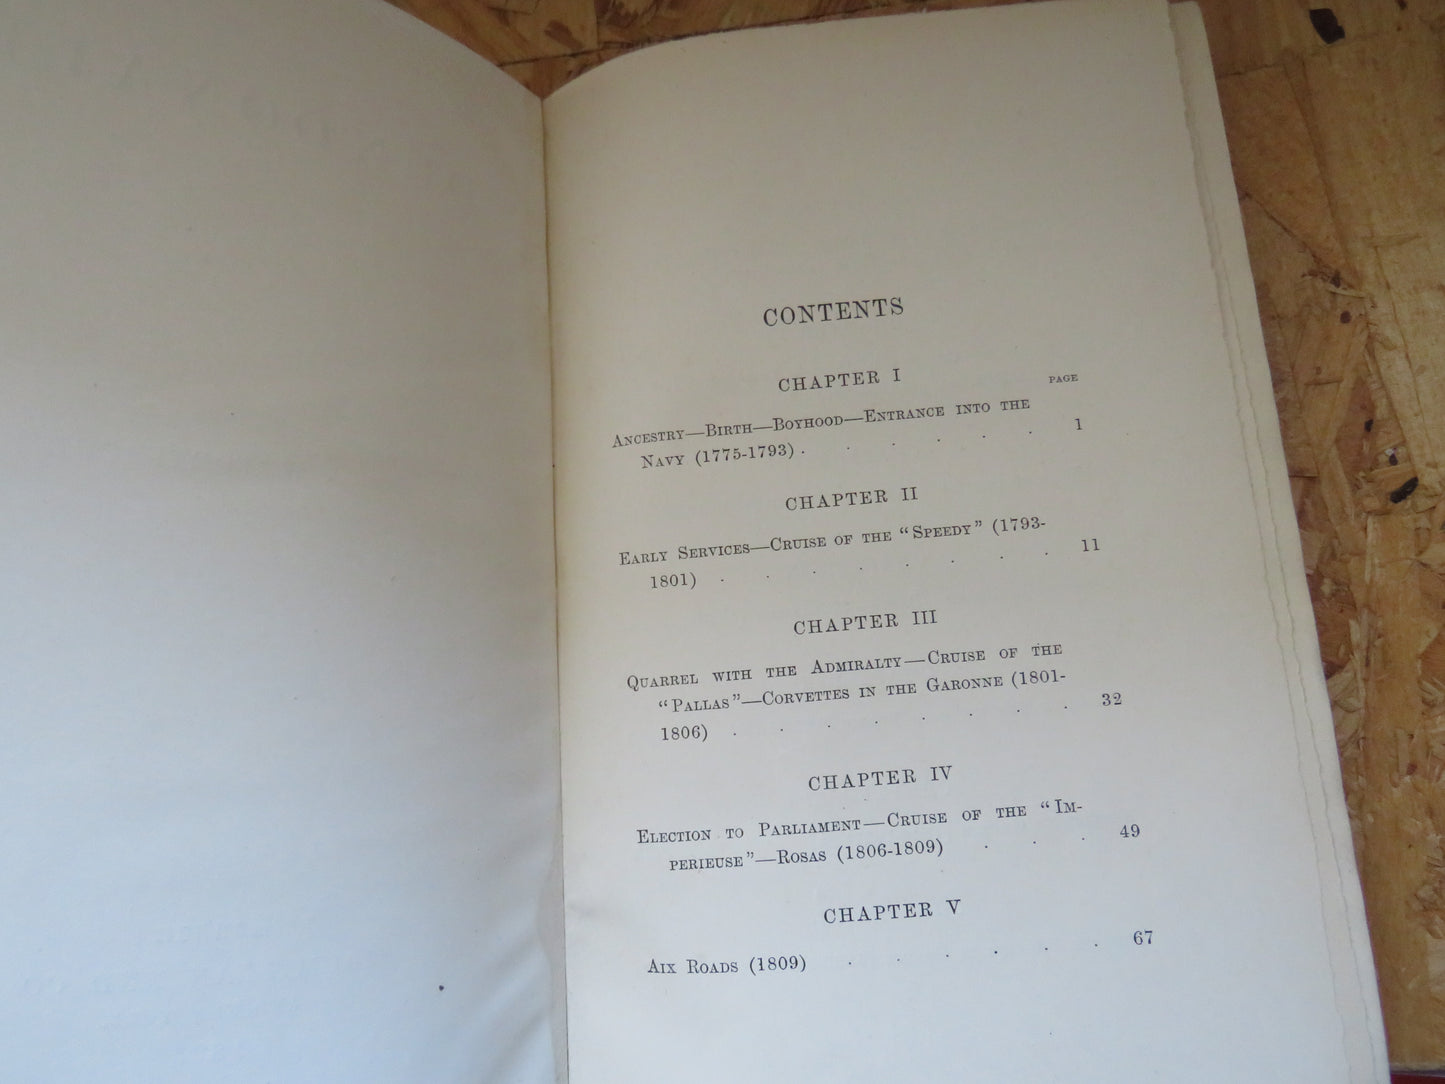 CONTENTS
CHAPTER I
PAGE
Ancestry—Birth—Boyhood—Entrance into the
Navy (1775-1793) . . . . . . 1
CHAPTER II
Early Services—Cruise of the “Speedy” (1793-
1801) . . . . . . . . 11
CHAPTER III
Quarrel with the Admiralty—Cruise of the
“Pallas”—Corvettes in the Garonne (1801-
1806) . . . . . . . . 32
CHAPTER IV
Election to Parliament—Cruise of the “Im-
perieuse”—Rosas (1806-1809) . . . 49
CHAPTER V
Aix Roads (1809) . . . . . . 67